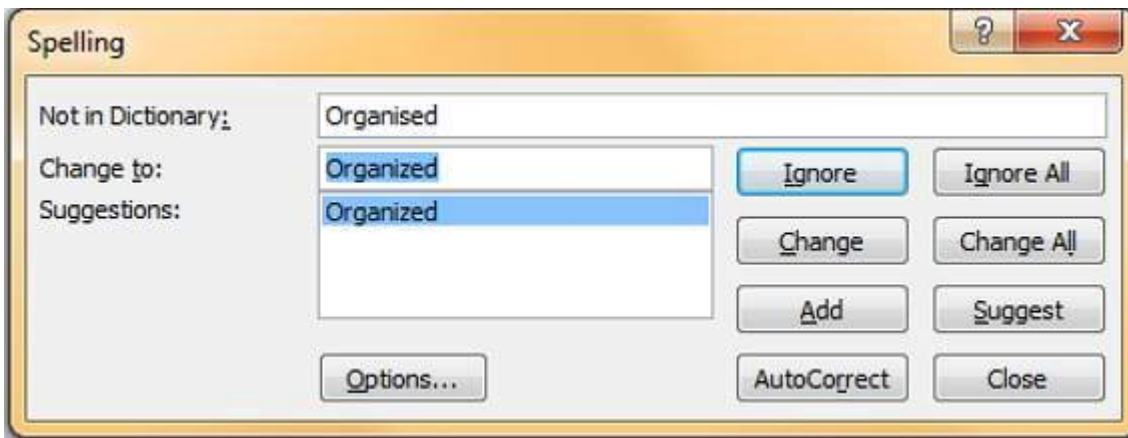 Spelling
Not in Dictionary: Organised
Change to: Organized Ignore Ignore All
Suggestions: Organized
Change Change All
Add Suggest
Options... AutoCorrect Close